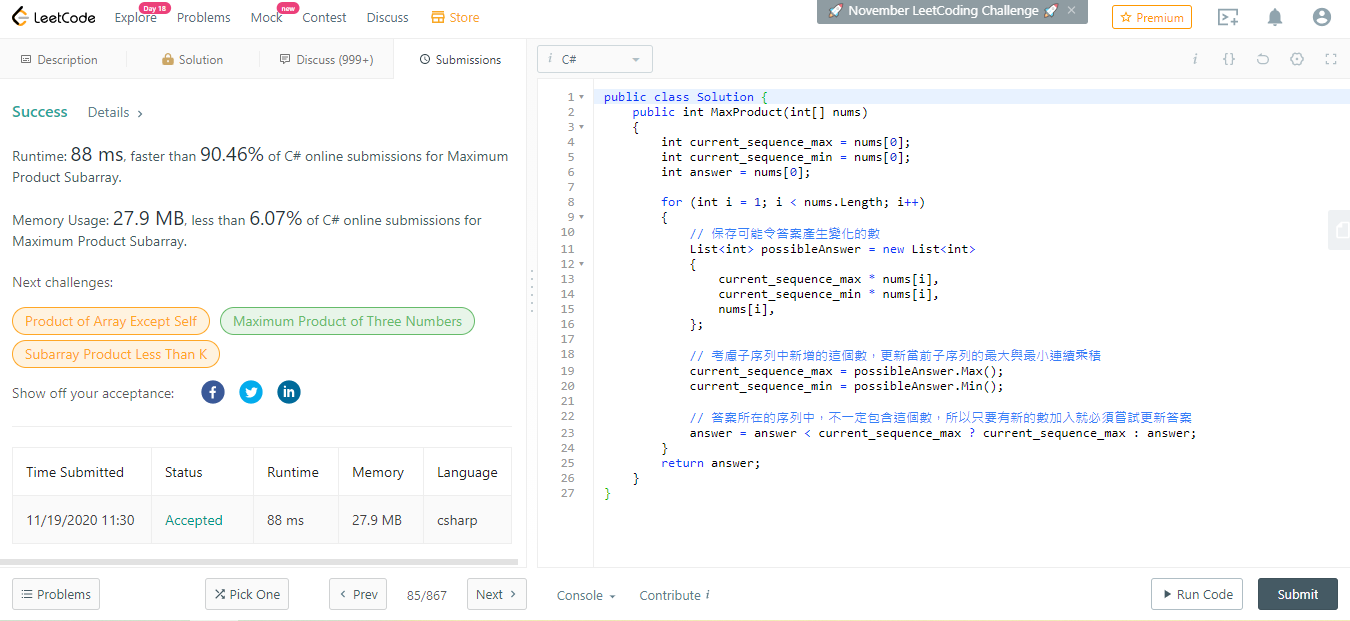 LeetCode Explore Day 18 Problems Mock new Contest Discuss Store 🚀 November LeetCoding Challenge 🚀 × Premium
Description Solution Discuss (999+) Submissions i C# i {}
Success Details >
Runtime: 88 ms, faster than 90.46% of C# online submissions for Maximum
Product Subarray.
Memory Usage: 27.9 MB, less than 6.07% of C# online submissions for
Maximum Product Subarray.
Next challenges:
Product of Array Except Self Maximum Product of Three Numbers
Subarray Product Less Than K
Show off your acceptance:
Time Submitted Status Runtime Memory Language
11/19/2020 11:30 Accepted 88 ms 27.9 MB csharp
1 public class Solution {
2 public int MaxProduct(int[] nums)
3 {
4 int current_sequence_max = nums[0];
5 int current_sequence_min = nums[0];
6 int answer = nums[0];
7
8 for (int i = 1; i < nums.Length; i++)
9 {
10 // 保存可能令答案產生變化的數
11 List<int> possibleAnswer = new List<int>
12 {
13 current_sequence_max * nums[i],
14 current_sequence_min * nums[i],
15 nums[i],
16 };
17
18 // 考慮子序列中新增的這個數，更新當前子序列的最大與最小連續乘積
19 current_sequence_max = possibleAnswer.Max();
20 current_sequence_min = possibleAnswer.Min();
21
22 // 答案所在的序列中，不一定包含這個數，所以只要有新的數加入就必須嘗試更新答案
23 answer = answer < current_sequence_max ? current_sequence_max : answer;
24 }
25 return answer;
26 }
27 }
Problems Pick One < Prev 85/867 Next > Console Contribute i Run Code Submit